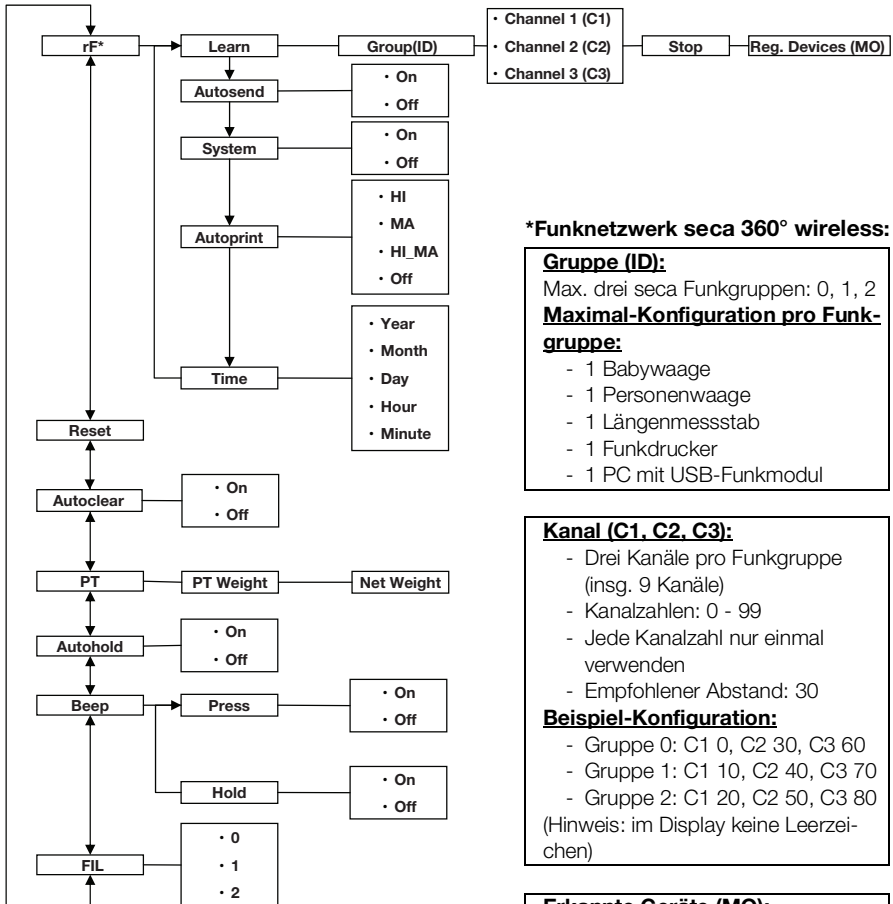 rF*
Learn
Group(ID)
• Channel 1 (C1)
• Channel 2 (C2)
• Channel 3 (C3)
Stop
Reg. Devices (MO)
Autosend
• On
• Off
System
• On
• Off
Autoprint
• HI
• MA
• HI_MA
• Off
Time
• Year
• Month
• Day
• Hour
• Minute
Reset
Autoclear
• On
• Off
PT
PT Weight
Net Weight
Autohold
• On
• Off
Beep
Press
• On
• Off
Hold
• On
• Off
FIL
• 0
• 1
• 2
*Funknetzwerk seca 360° wireless:
Gruppe (ID):
Max. drei seca Funkgruppen: 0, 1, 2
Maximal-Konfiguration pro Funk-
gruppe:
- 1 Babywaage
- 1 Personenwaage
- 1 Längenmessstab
- 1 Funkdrucker
- 1 PC mit USB-Funkmodul
Kanal (C1, C2, C3):
- Drei Kanäle pro Funkgruppe
(insg. 9 Kanäle)
- Kanalzahlen: 0 - 99
- Jede Kanalzahl nur einmal
verwenden
- Empfohlener Abstand: 30
Beispiel-Konfiguration:
- Gruppe 0: C1 0, C2 30, C3 60
- Gruppe 1: C1 10, C2 40, C3 70
- Gruppe 2: C1 20, C2 50, C3 80
(Hinweis: im Display keine Leerzei-
chen)
Erkannte Geräte (MO):